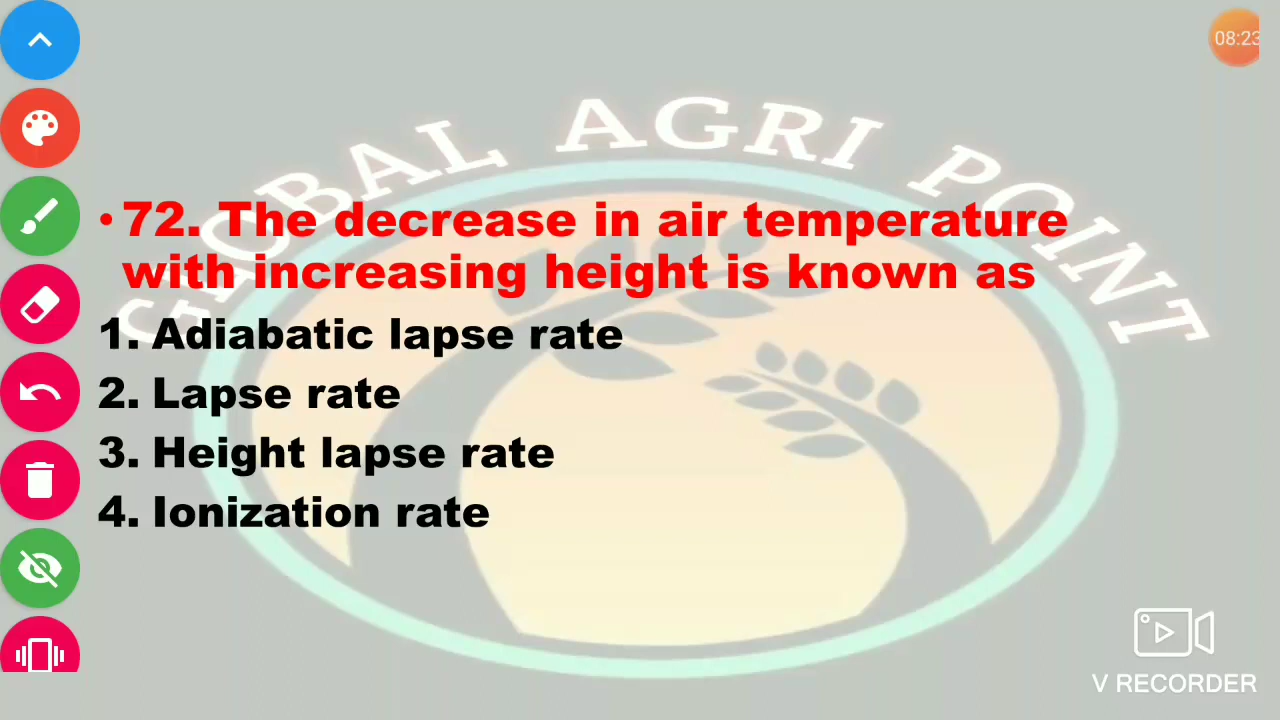 08:23
GLOBAL AGRI POINT
• 72. The decrease in air temperature
with increasing height is known as
1. Adiabatic lapse rate
2. Lapse rate
3. Height lapse rate
4. Ionization rate
V RECORDER